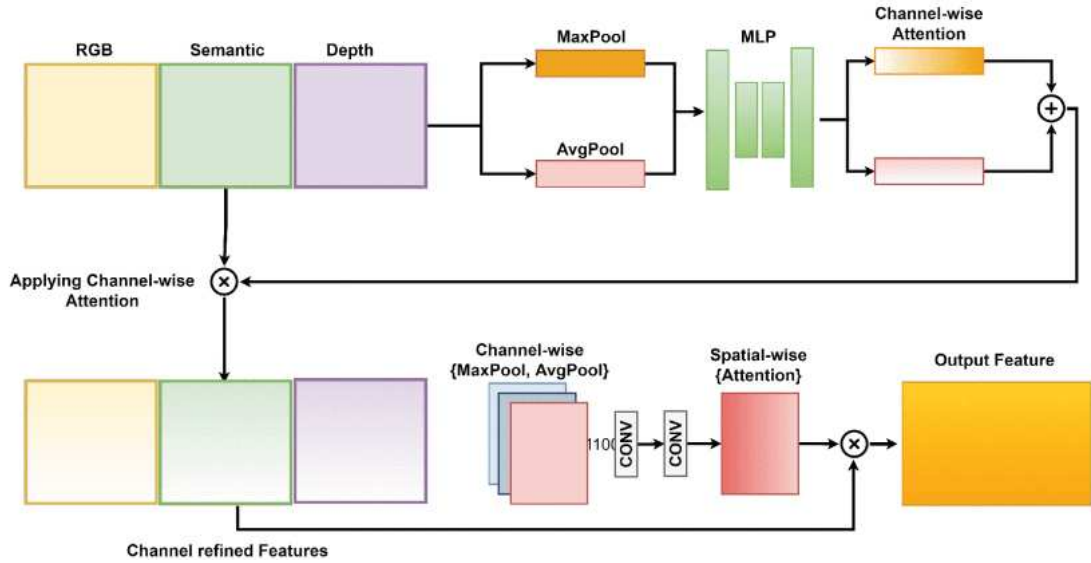 RGB
Semantic
Depth
MaxPool
MLP
Channel-wise
Attention
AvgPool
Applying Channel-wise
Attention
Channel-wise
{MaxPool, AvgPool}
Spatial-wise
{Attention}
Output Feature
1100
CONV
CONV
Channel refined Features